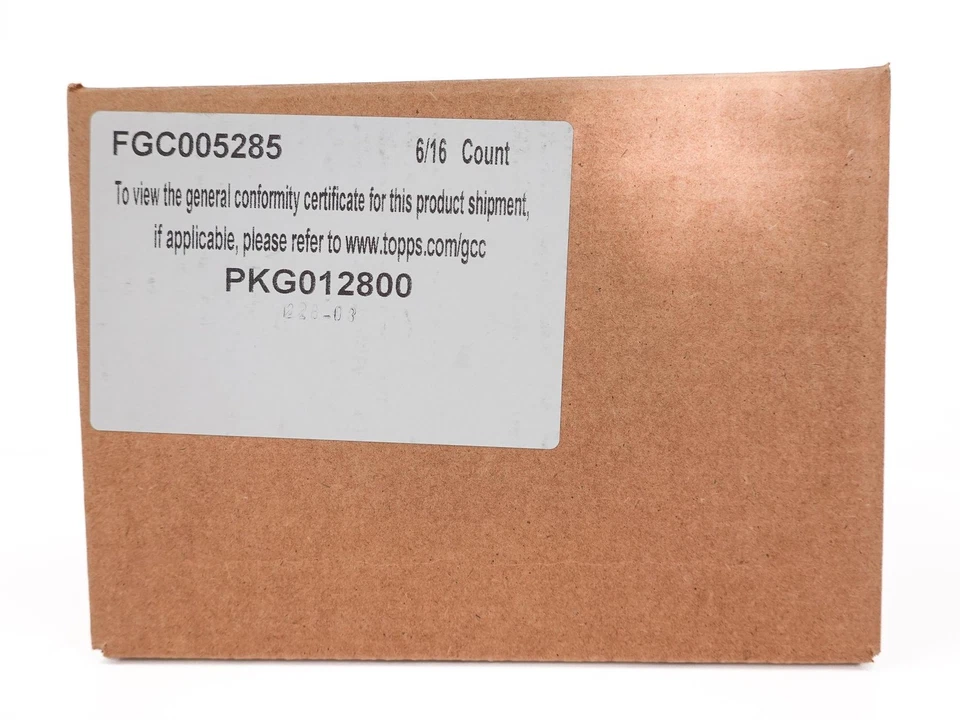 FGC005285 6/16 Count
To view the general conformity certificate for this product shipment,
if applicable, please refer to www.topps.com/gcc
PKG012800